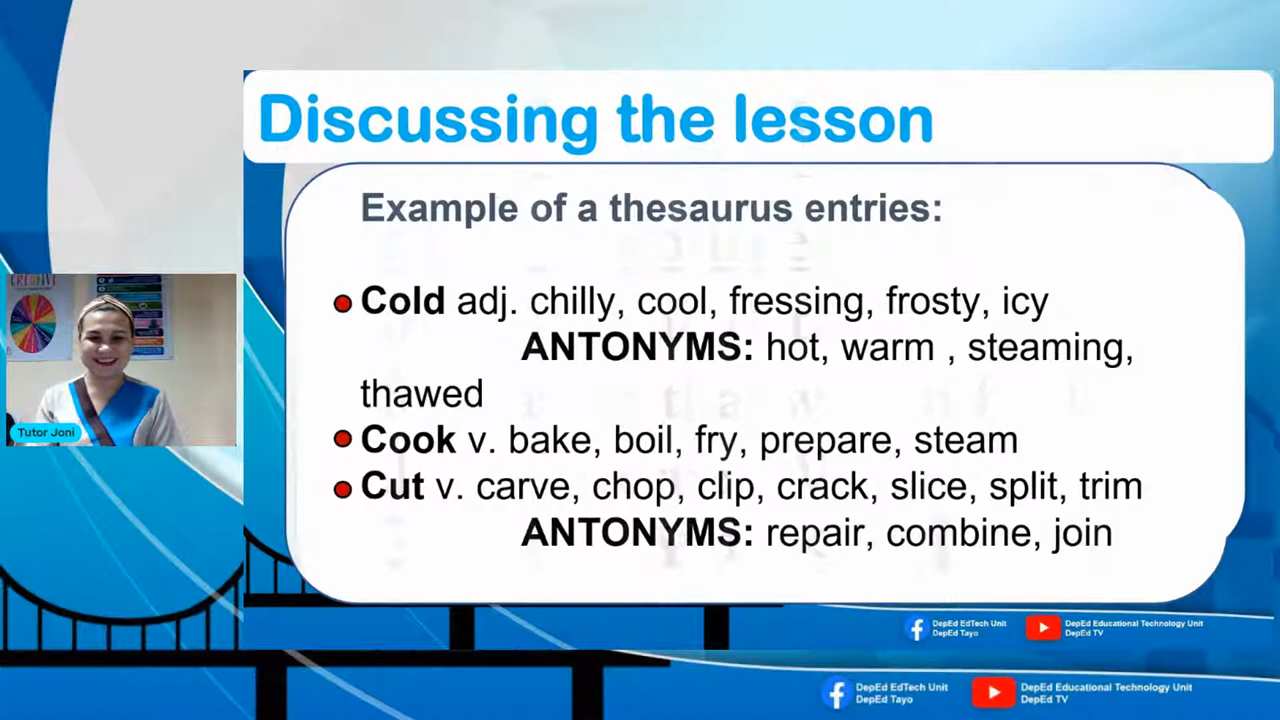 Discussing the lesson
Example of a thesaurus entries:
Cold adj. chilly, cool, fressing, frosty, icy
ANTONYMS: hot, warm , steaming,
thawed
Cook v. bake, boil, fry, prepare, steam
Cut v. carve, chop, clip, crack, slice, split, trim
ANTONYMS: repair, combine, join
Tutor Joni
DepEd EdTech Unit
DepEd Tayo
DepEd Educational Technology Unit
DepEd TV
DepEd EdTech Unit
DepEd Tayo
DepEd Educational Technology Unit
DepEd TV